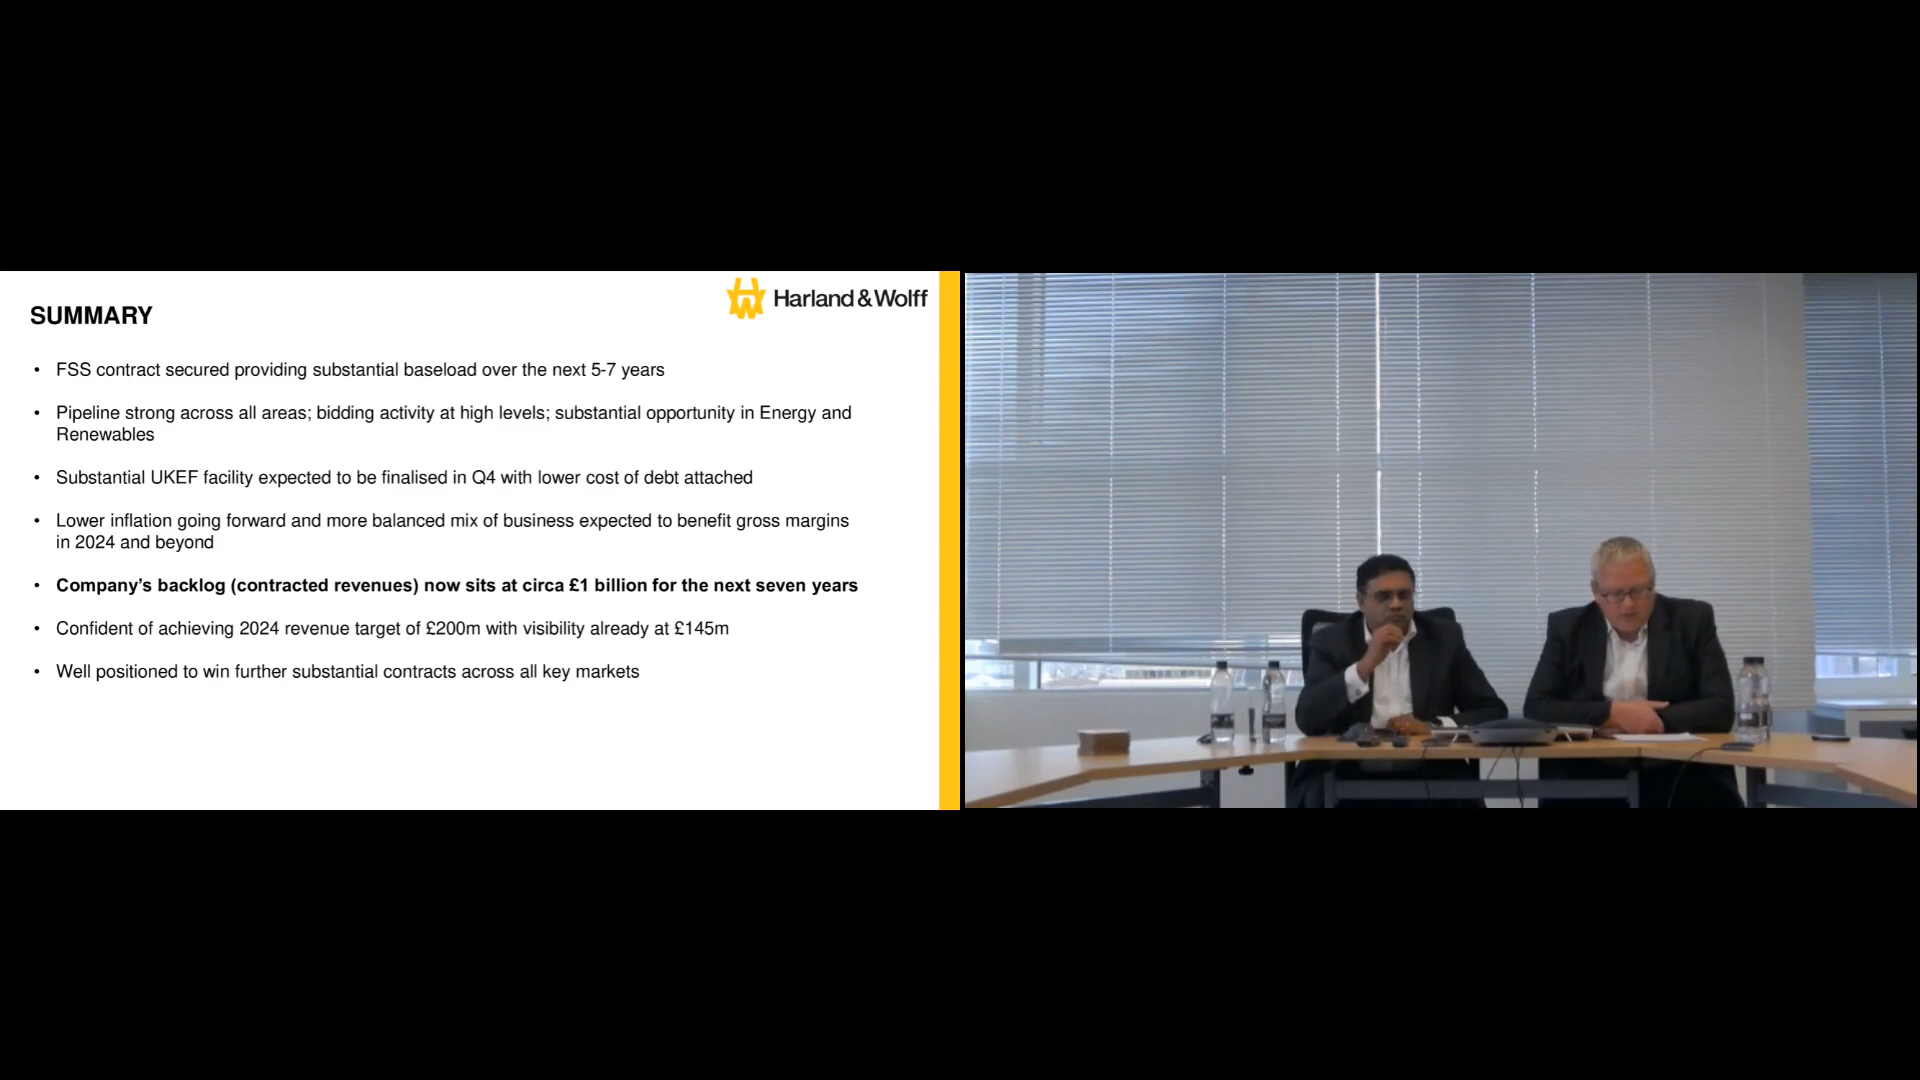 Harland & Wolff
SUMMARY
• FSS contract secured providing substantial baseload over the next 5-7 years
• Pipeline strong across all areas; bidding activity at high levels; substantial opportunity in Energy and
Renewables
• Substantial UKEF facility expected to be finalised in Q4 with lower cost of debt attached
• Lower inflation going forward and more balanced mix of business expected to benefit gross margins
in 2024 and beyond
• Company’s backlog (contracted revenues) now sits at circa £1 billion for the next seven years
• Confident of achieving 2024 revenue target of £200m with visibility already at £145m
• Well positioned to win further substantial contracts across all key markets